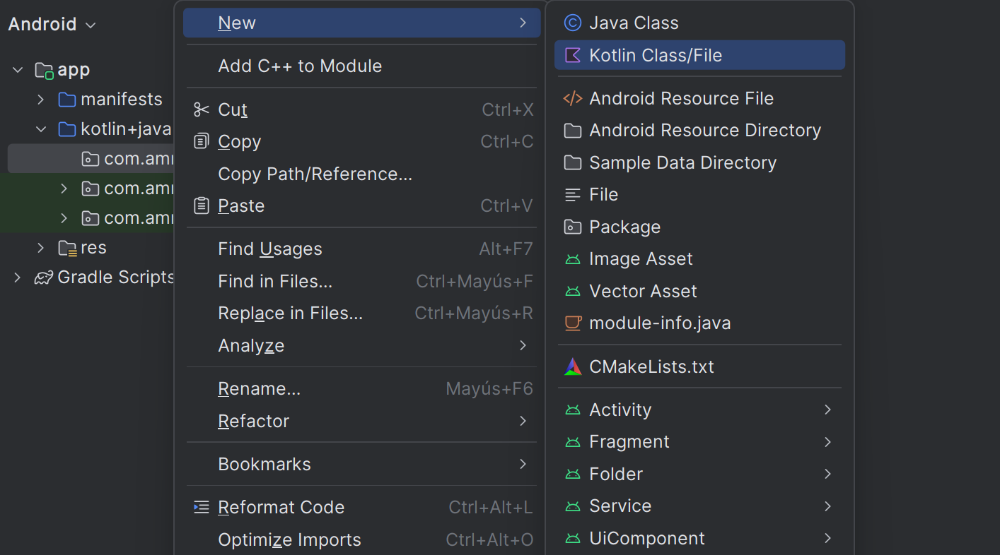 Android
app
manifests
kotlin+java
com.am
com.am
com.am
res
Gradle Scripts
New
Add C++ to Module
Cut Ctrl+X
Copy Ctrl+C
Copy Path/Reference...
Paste Ctrl+V
Find Usages Alt+F7
Find in Files... Ctrl+Mayús+F
Replace in Files... Ctrl+Mayús+R
Analyze
Rename... Mayús+F6
Refactor
Bookmarks
Reformat Code Ctrl+Alt+L
Optimize Imports Ctrl+Alt+O
Java Class
Kotlin Class/File
Android Resource File
Android Resource Directory
Sample Data Directory
File
Package
Image Asset
Vector Asset
module-info.java
CMakeLists.txt
Activity
Fragment
Folder
Service
UiComponent